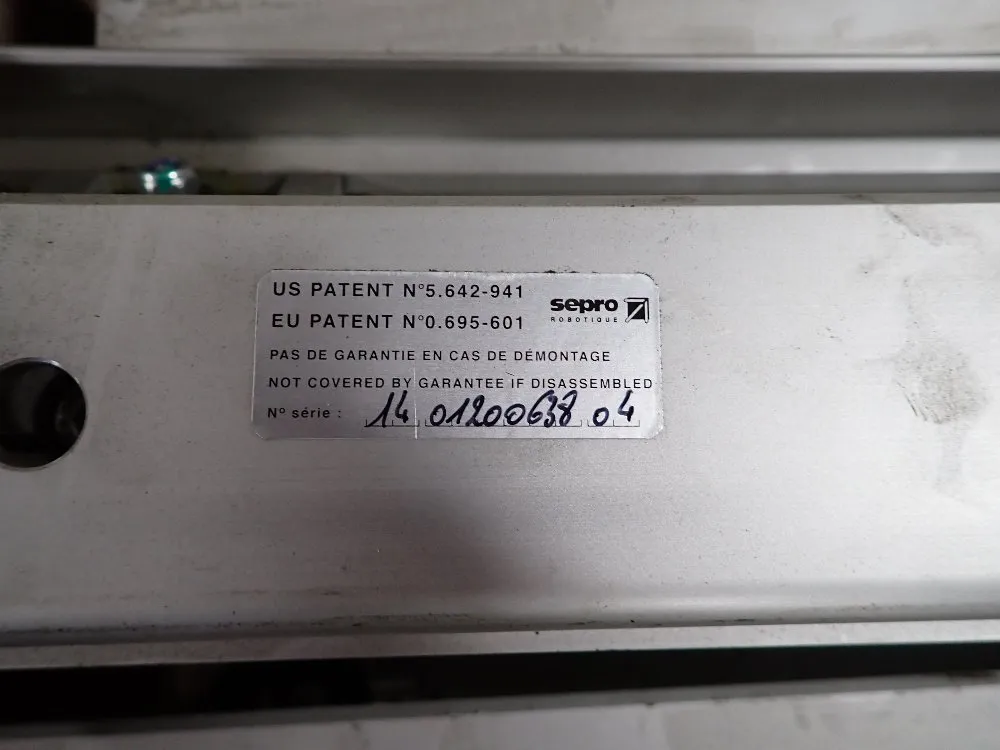 US PATENT N°5.642-941
EU PATENT N°0.695-601
sepro
ROBOTIQUE
PAS DE GARANTIE EN CAS DE DÉMONTAGE
NOT COVERED BY GARANTEE IF DISASSEMBLED
N° série : 14 01200638 04